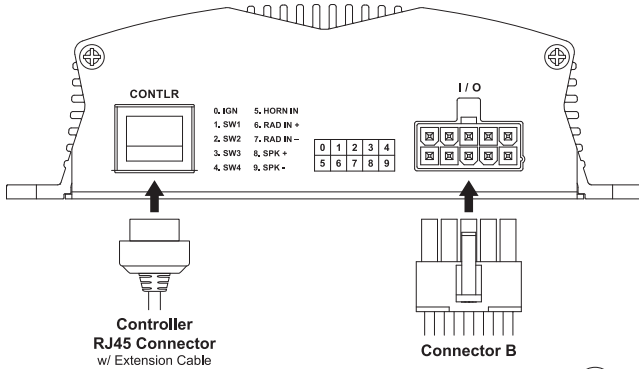 CONTLR
I / O
0. IGN 5. HORN IN
1. SW1 6. RAD IN +
2. SW2 7. RAD IN –
3. SW3 8. SPK +
4. SW4 9. SPK -
0 1 2 3 4
5 6 7 8 9
Controller
RJ45 Connector
w/ Extension Cable
Connector B